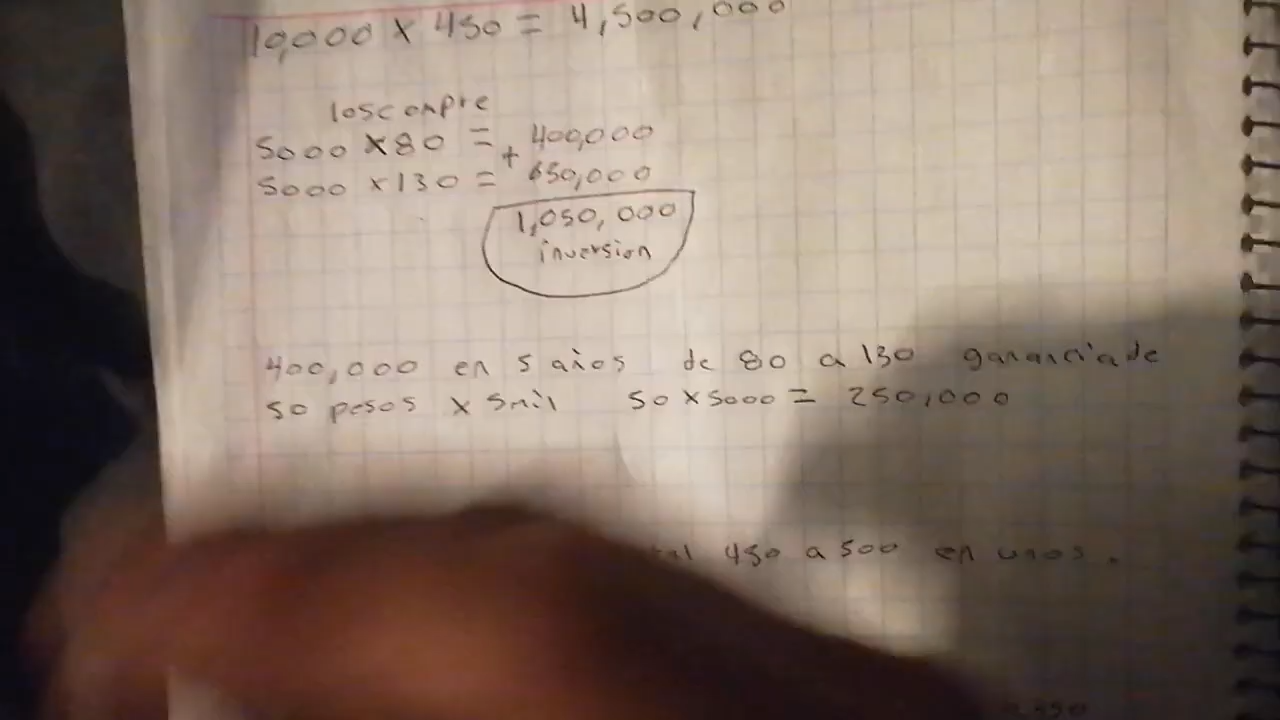 10,000 x 450 = 4,500,000
los compre
5000 x 80 = 400,000
+
5000 x 130 = 650,000
1,050,000
inversion
400,000 en 5 años de 80 a 130 ganancia de
50 pesos x 5mil 50 x 5000 = 250,000
450 a 500 en unos.